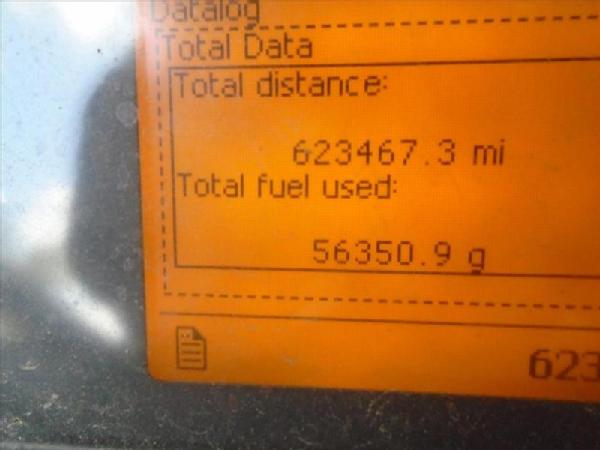 Datalog
Total Data
Total distance:
623467.3 mi
Total fuel used:
56350.9 g
623